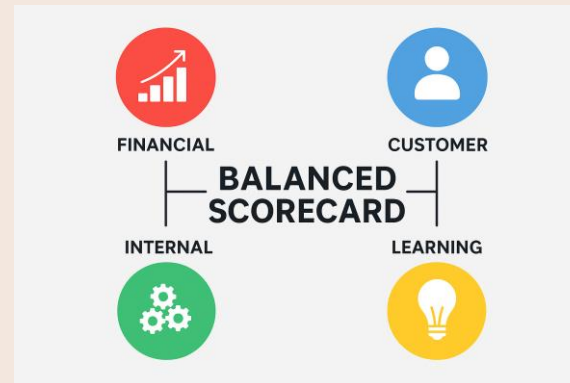 FINANCIAL
CUSTOMER
BALANCED
SCORECARD
INTERNAL
LEARNING